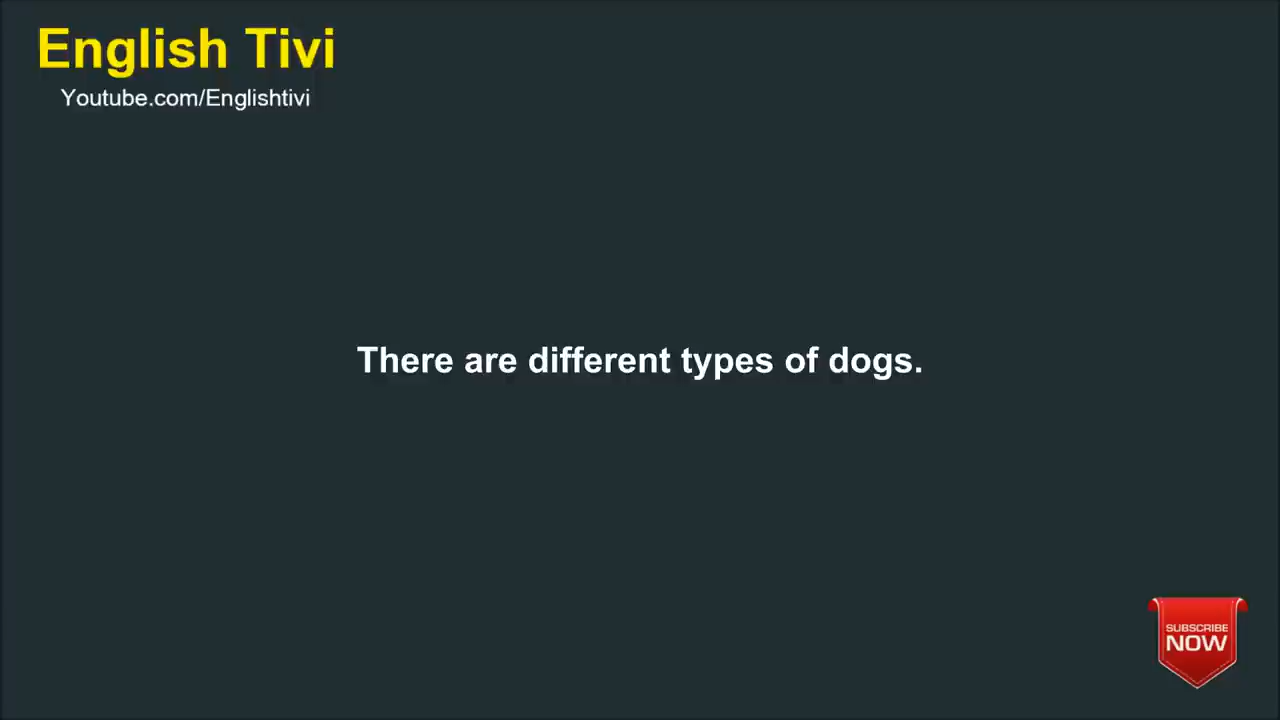 English Tivi
Youtube.com/Englishtivi
There are different types of dogs.
SUBSCRIBE
NOW